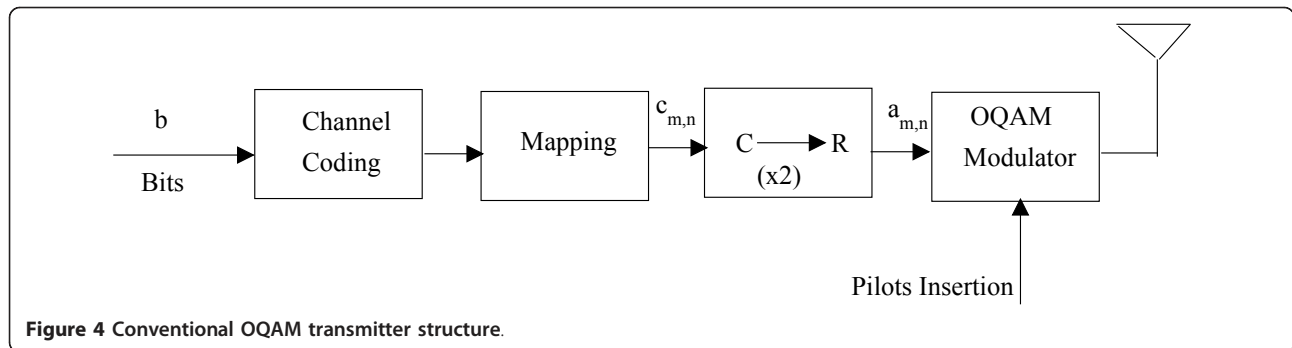 b
Bits
Channel
Coding
Mapping
c_{m,n}
C R
(x2)
a_{m,n}
OQAM
Modulator
Pilots Insertion
Figure 4 Conventional OQAM transmitter structure.